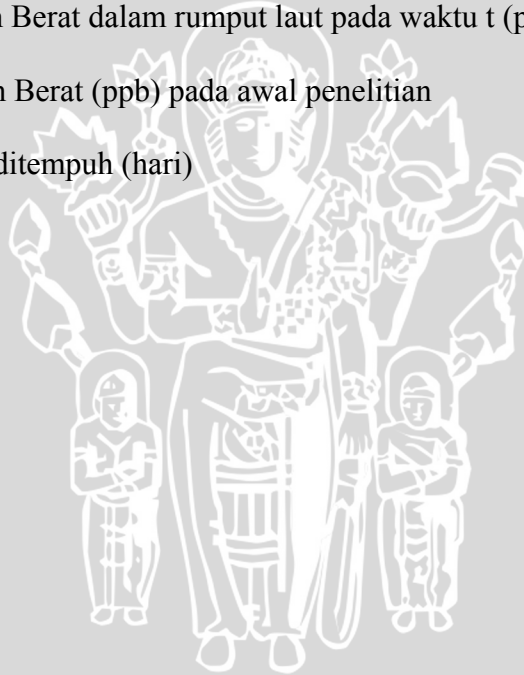 Berat dalam rumput laut pada waktu t (p
Berat (ppb) pada awal penelitian
ditempuh (hari)